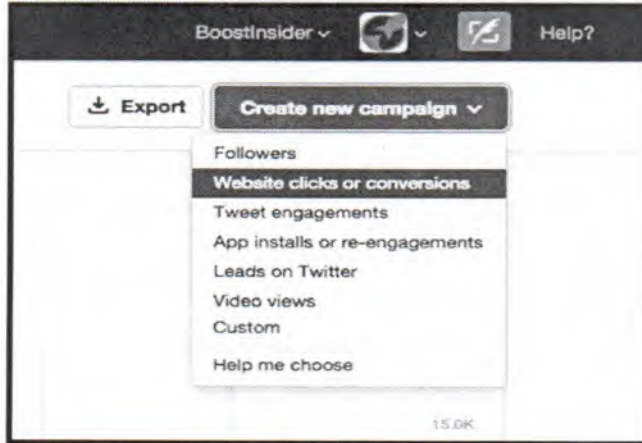 BoostInsider Help?
Export Create new campaign
Followers
Website clicks or conversions
Tweet engagements
App installs or re-engagements
Leads on Twitter
Video views
Custom
Help me choose
15.0K